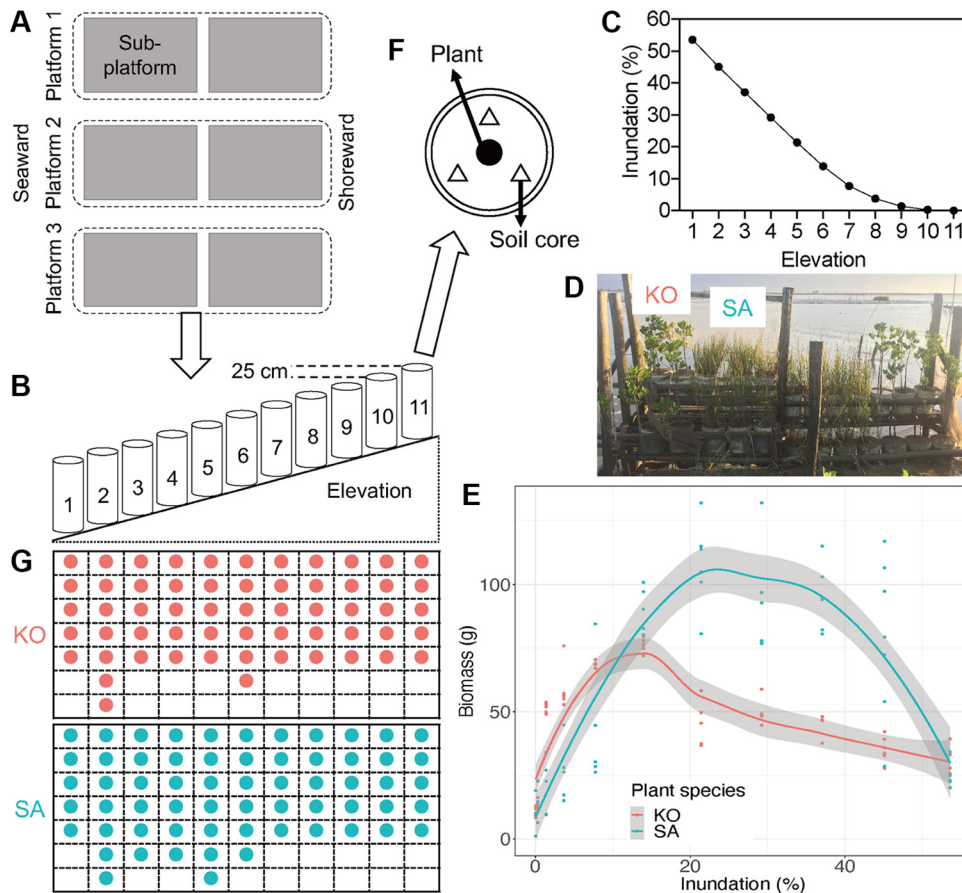 A
Platform 1
Sub-
platform
Seaward
Platform 2
Shoreward
Platform 3
F
Plant
Soil core
C
60
50
40
30
20
10
0
Inundation (%)
1 2 3 4 5 6 7 8 9 10 11
Elevation
D
KO
SA
B
25 cm
1 2 3 4 5 6 7 8 9 10 11
Elevation
E
100
50
0
Biomass (g)
Plant species
KO
SA
0 20 40
Inundation (%)
G
KO
SA